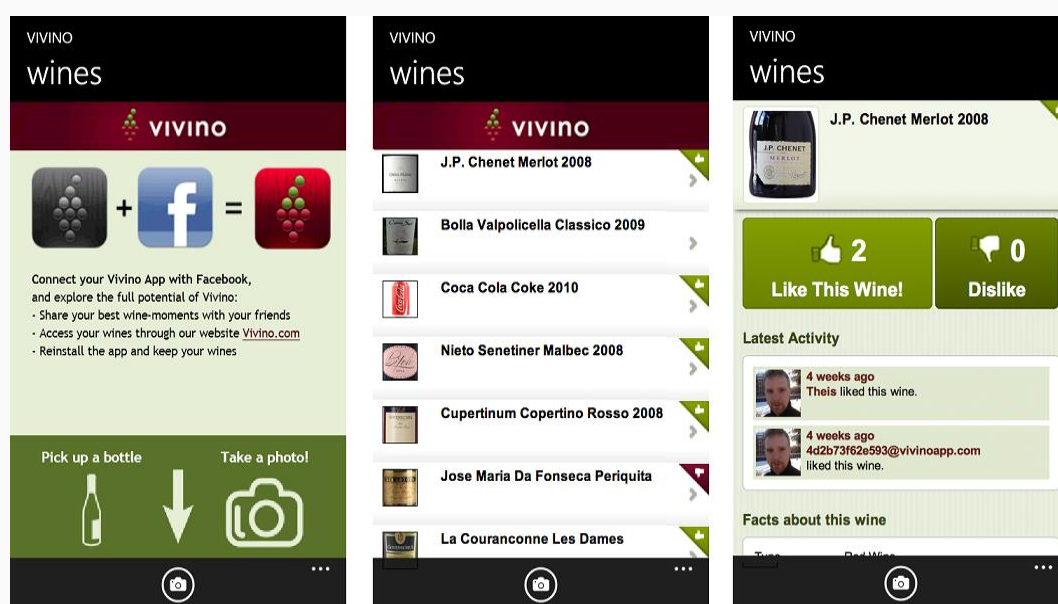 VIVINO
wines
vivino
+
f
=
Connect your Vivino App with Facebook,
and explore the full potential of Vivino:
- Share your best wine-moments with your friends
- Access your wines through our website Vivino.com
- Reinstall the app and keep your wines
Pick up a bottle
Take a photo!
VIVINO
wines
vivino
J.P. Chenet Merlot 2008
Bolla Valpolicella Classico 2009
Coca Cola Coke 2010
Nieto Senetiner Malbec 2008
Cupertinum Copertino Rosso 2008
Jose Maria Da Fonseca Periquita
La Couranconne Les Dames
VIVINO
wines
J.P. CHENET
MERLOT
J.P. Chenet Merlot 2008
2
Like This Wine!
0
Dislike
Latest Activity
4 weeks ago
Theis liked this wine.
4 weeks ago
4d2b73f62e593@vivinoapp.com
liked this wine.
Facts about this wine
Type Red Wine